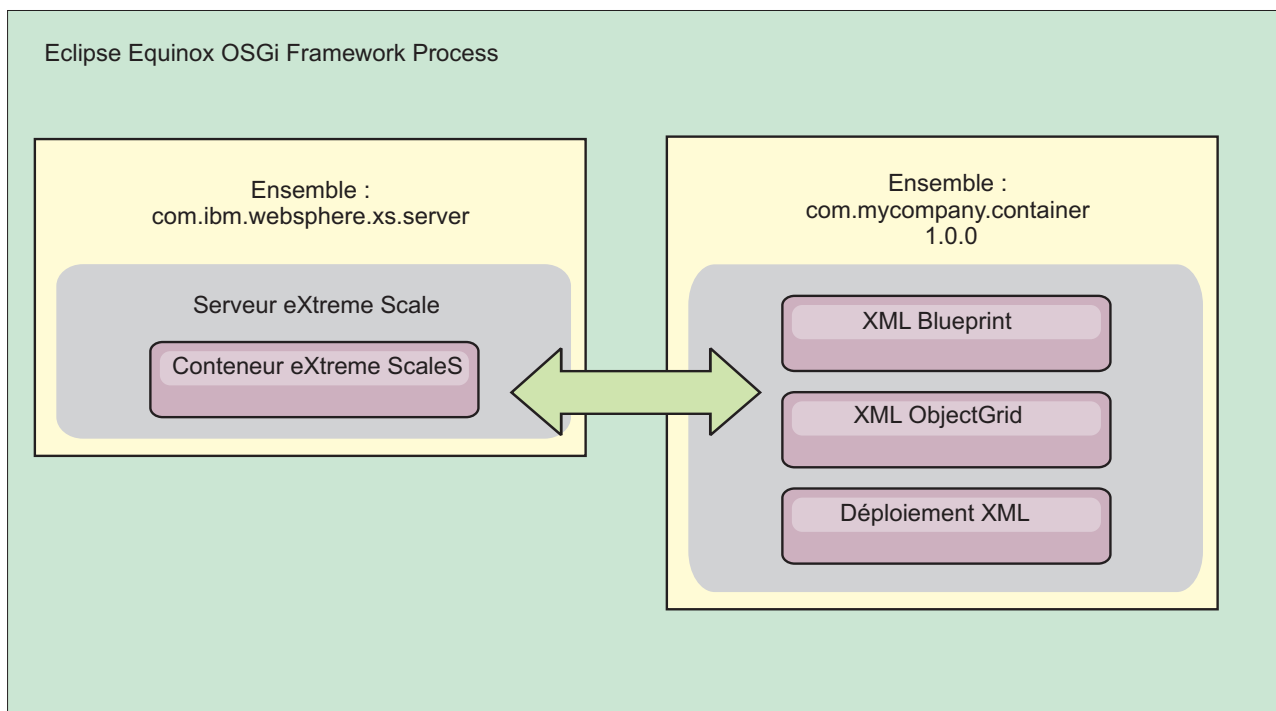 Eclipse Equinox OSGi Framework Process
Ensemble :
com.ibm.websphere.xs.server
Serveur eXtreme Scale
Conteneur eXtreme ScaleS
Ensemble :
com.mycompany.container
1.0.0
XML Blueprint
XML ObjectGrid
Déploiement XML